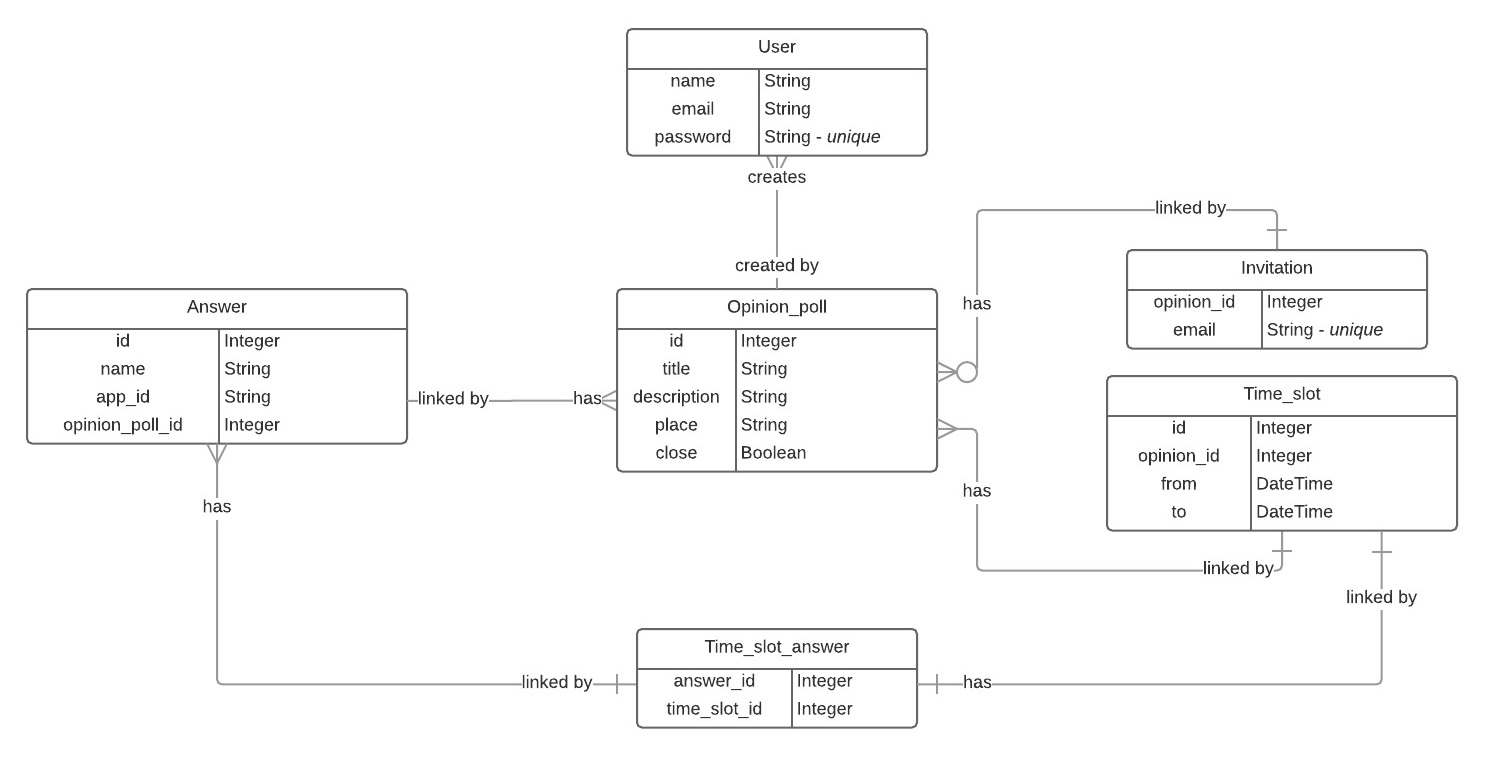 User
name String
email String
password String - unique
creates
created by
linked by
has
Invitation
opinion_id Integer
email String - unique
Answer
id Integer
name String
app_id String
opinion_poll_id Integer
linked by
has
Opinion_poll
id Integer
title String
description String
place String
close Boolean
Time_slot
id Integer
opinion_id Integer
from DateTime
to DateTime
has
linked by
linked by
has
linked by
Time_slot_answer
answer_id Integer
time_slot_id Integer
has